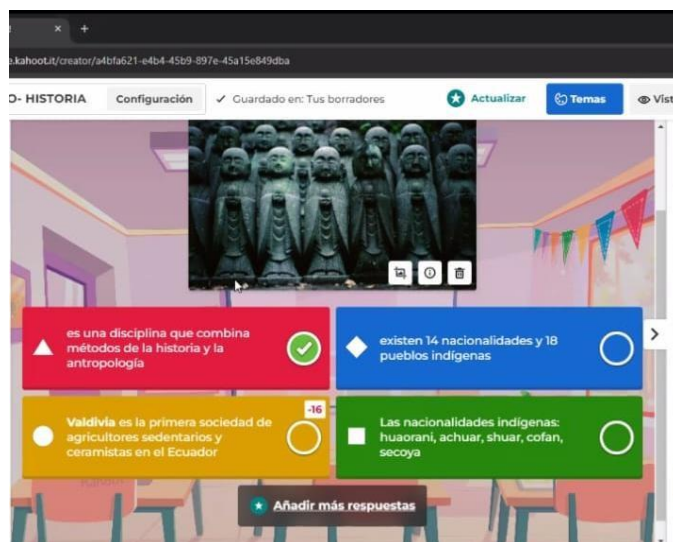 e.kahoot.it/creator/a4bfa621-e4b4-45b9-897e-45a15e849dba
O- HISTORIA Configuración Guardado en: Tus borradores Actualizar Temas Vist
es una disciplina que combina
métodos de la historia y la
antropología
existen 14 nacionalidades y 18
pueblos indígenas
-16
Valdivia es la primera sociedad de
agricultores sedentarios y
ceramistas en el Ecuador
Las nacionalidades indígenas:
huaorani, achuar, shuar, cofan,
secoya
Añadir más respuestas